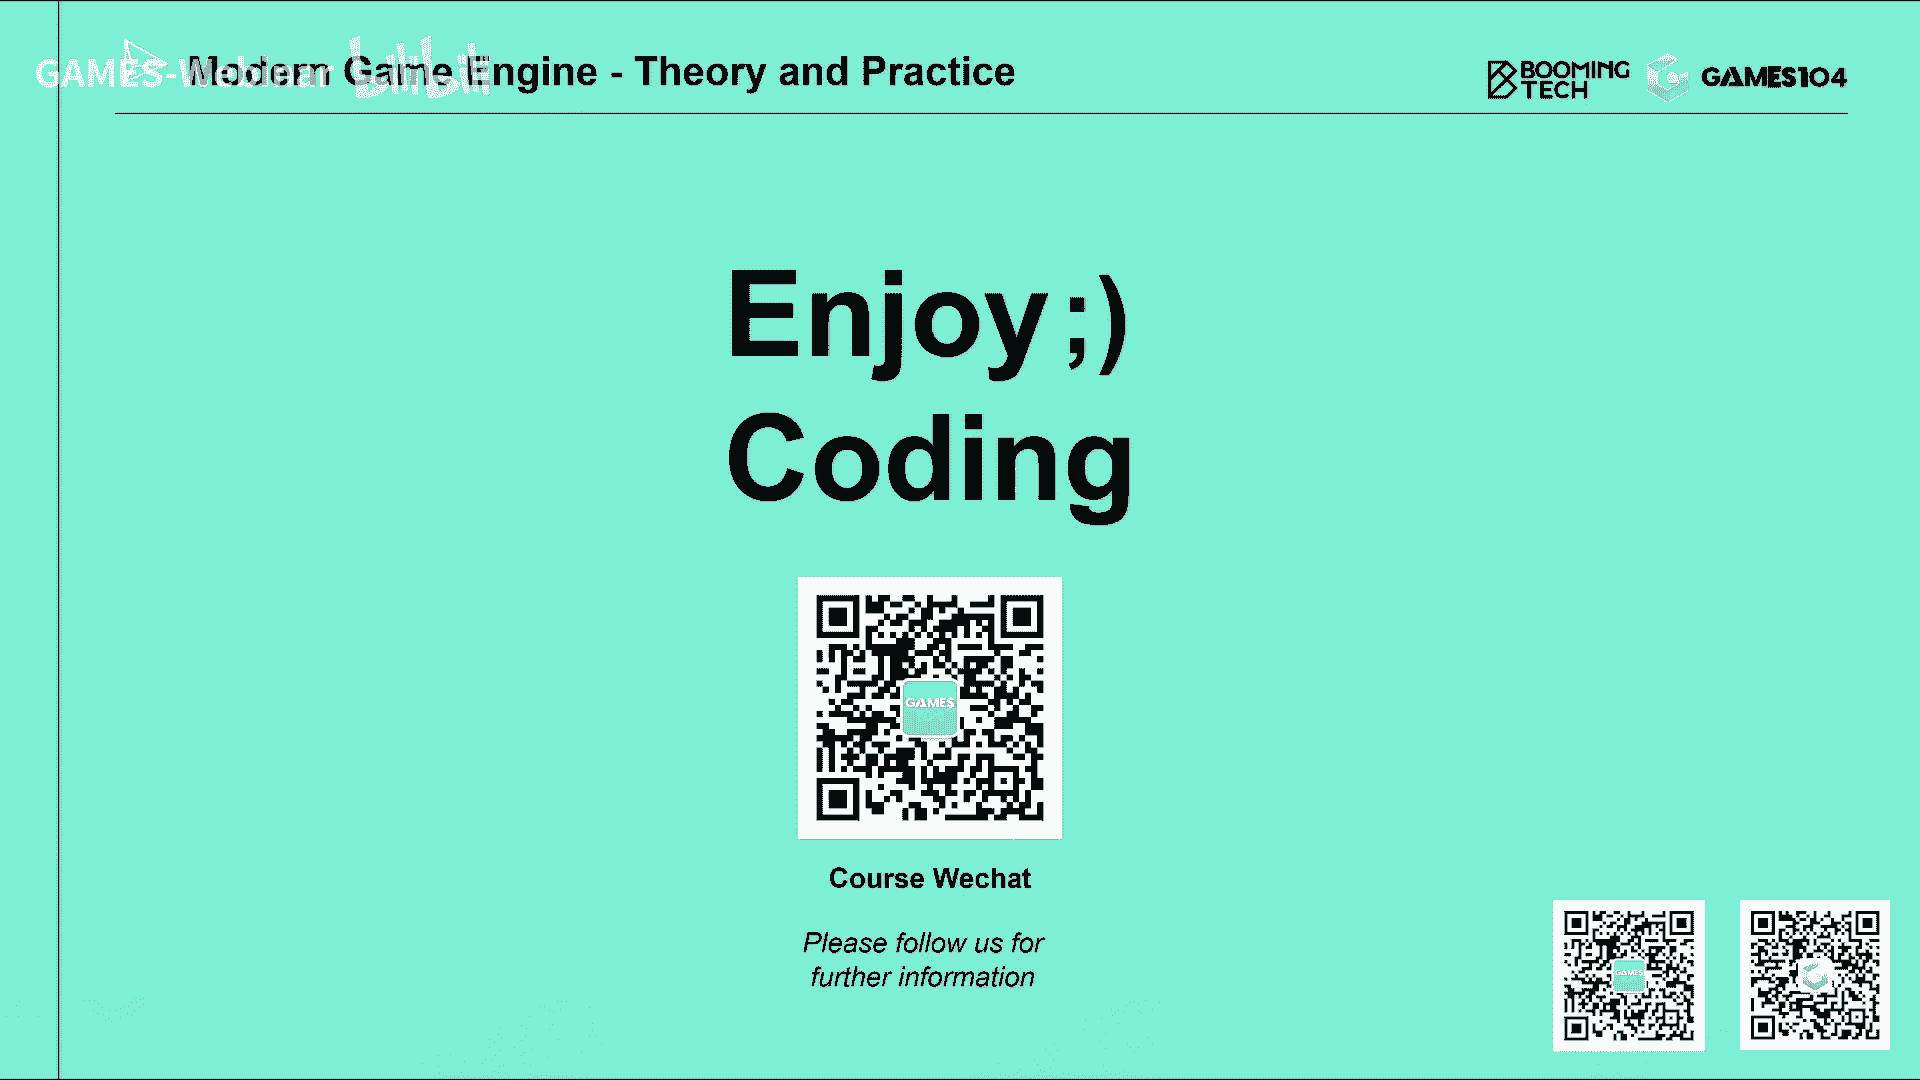 GAMES-Webinar bilibili
Modern Game Engine - Theory and Practice
BOOMING
TECH
GAMES104
Enjoy ;)
Coding
GAMES
Course Wechat
Please follow us for
further information
GAMES